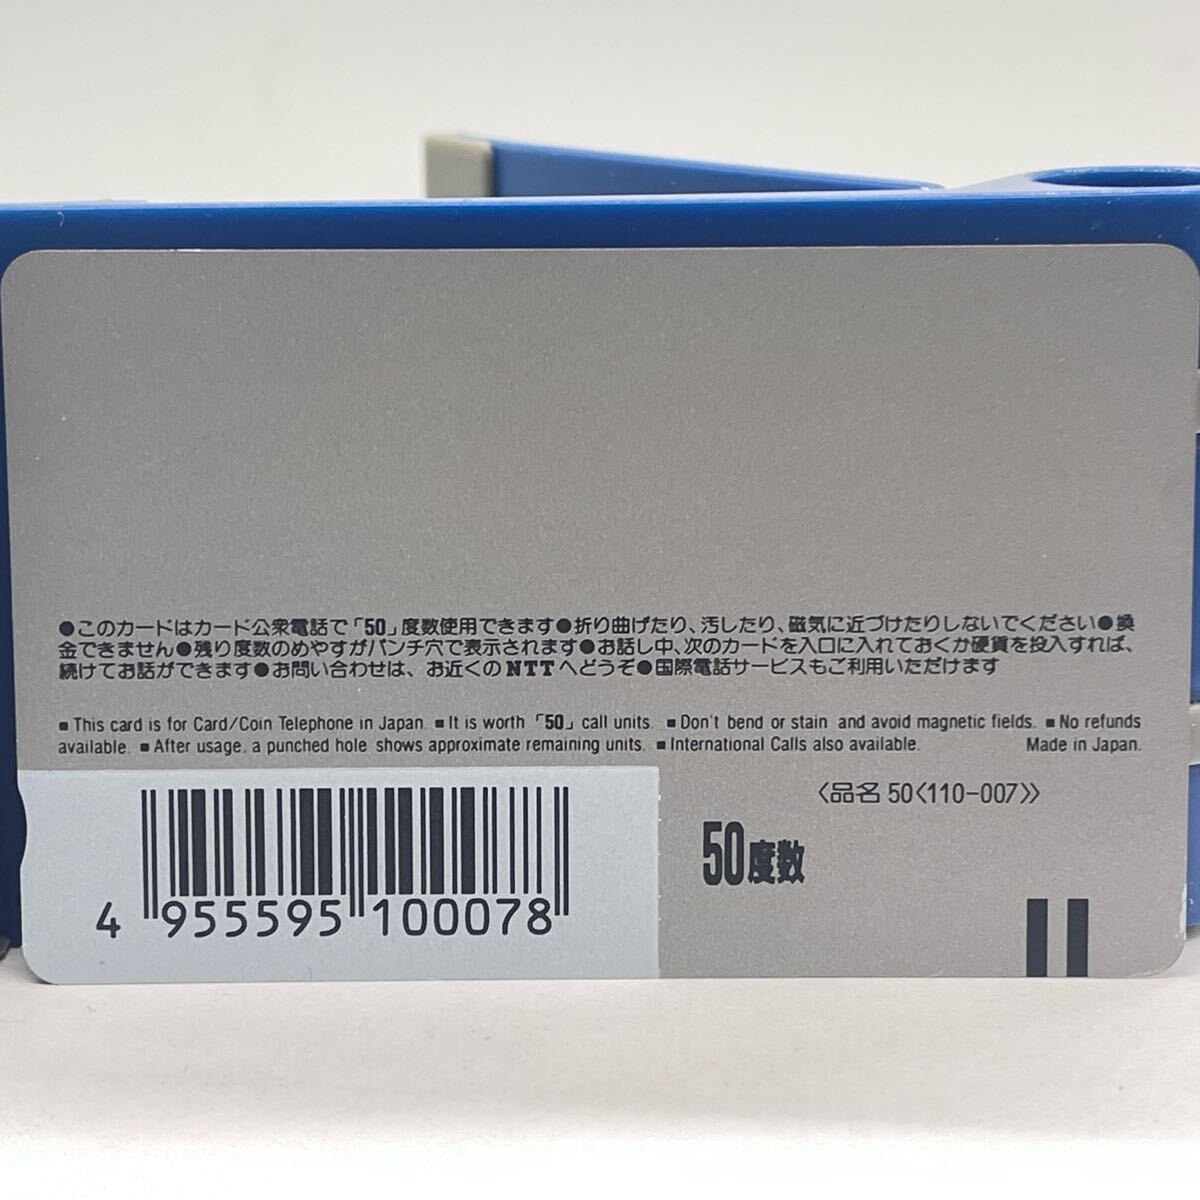 ●このカードはカード公衆電話で「50」度数使用できます●折り曲げたり、汚したり、磁気に近づけたりしないでください●換
金できません●残り度数のめやすがパンチ穴で表示されます●お話し中、次のカードを入口に入れておくか硬貨を投入すれば、
続けてお話ができます●お問い合わせは、お近くのNTTへどうぞ●国際電話サービスもご利用いただけます
■ This card is for Card/Coin Telephone in Japan. ■ It is worth 「50」 call units. ■ Don't bend or stain and avoid magnetic fields. ■ No refunds
available. ■ After usage, a punched hole shows approximate remaining units. ■ International Calls also available. Made in Japan.
〈品名 50〈110-007〉〉
50度数
4 955595 100078